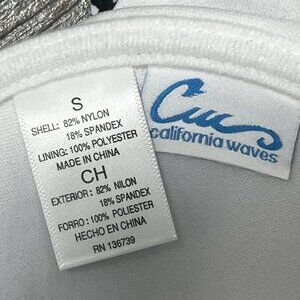 S
SHELL: 82% NYLON
18% SPANDEX
LINING: 100% POLYESTER
MADE IN CHINA
CH
EXTERIOR: 82% NILON
18% SPANDEX
FORRO: 100% POLIESTER
HECHO EN CHINA
RN 136739
california waves